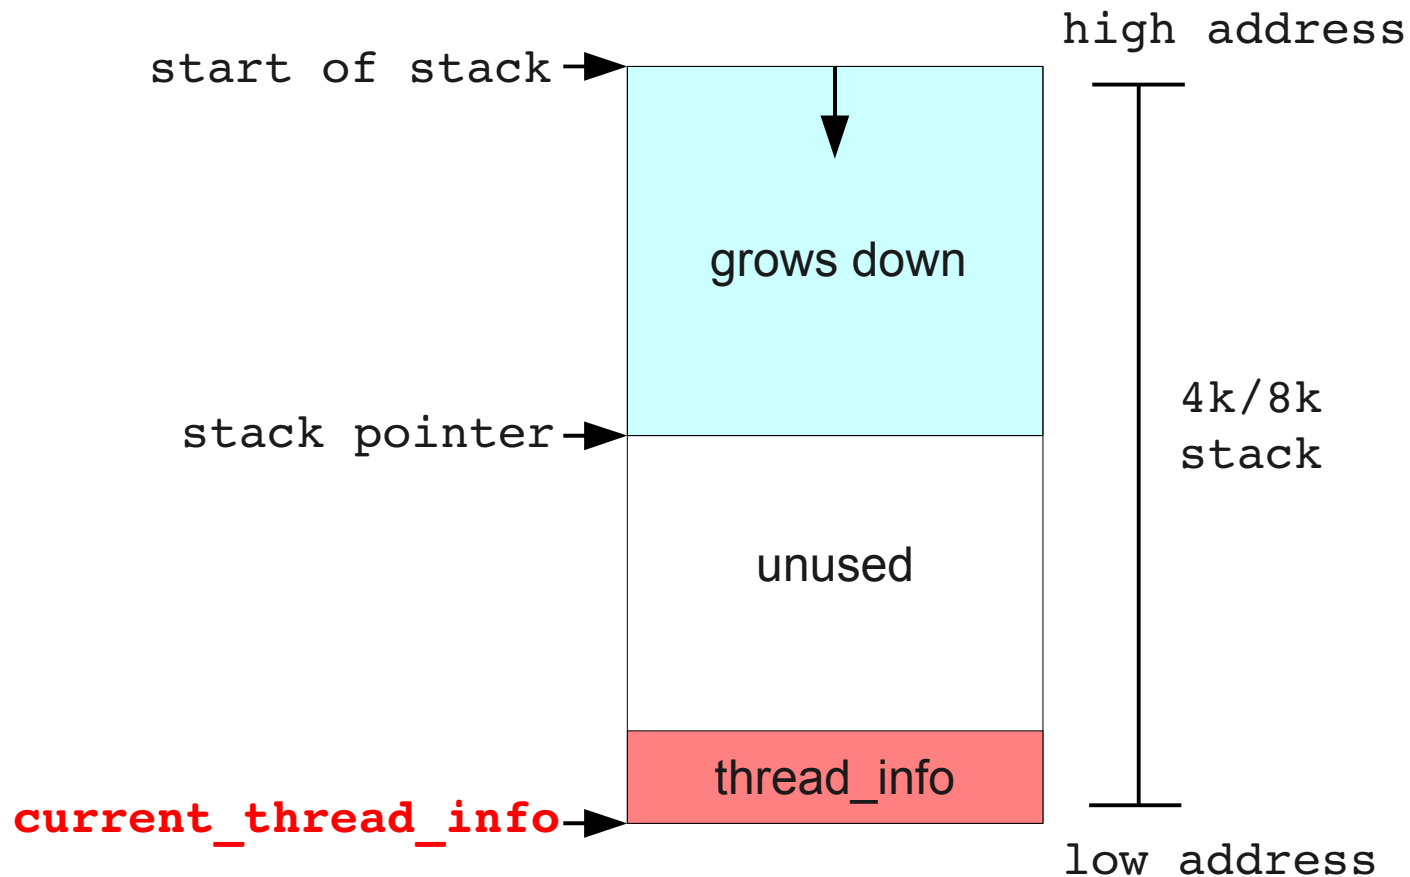 high address
start of stack
grows down
4k/8k
stack
stack pointer
unused
thread_info
current_thread_info
low address